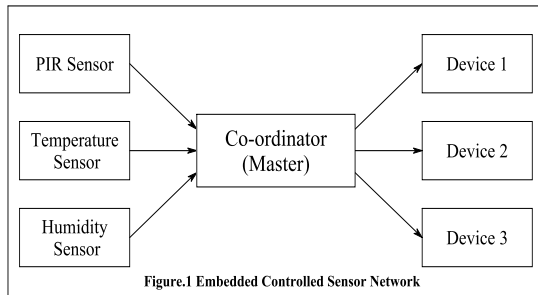 PIR Sensor
Temperature
Sensor
Humidity
Sensor
Co-ordinator
(Master)
Device 1
Device 2
Device 3
Figure.1 Embedded Controlled Sensor Network